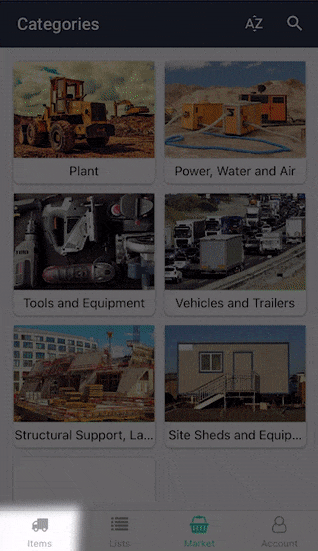 Categories
AZ
Plant
Power, Water and Air
Tools and Equipment
Vehicles and Trailers
Structural Support, La...
Site Sheds and Equip...
Items
Lists
Market
Account